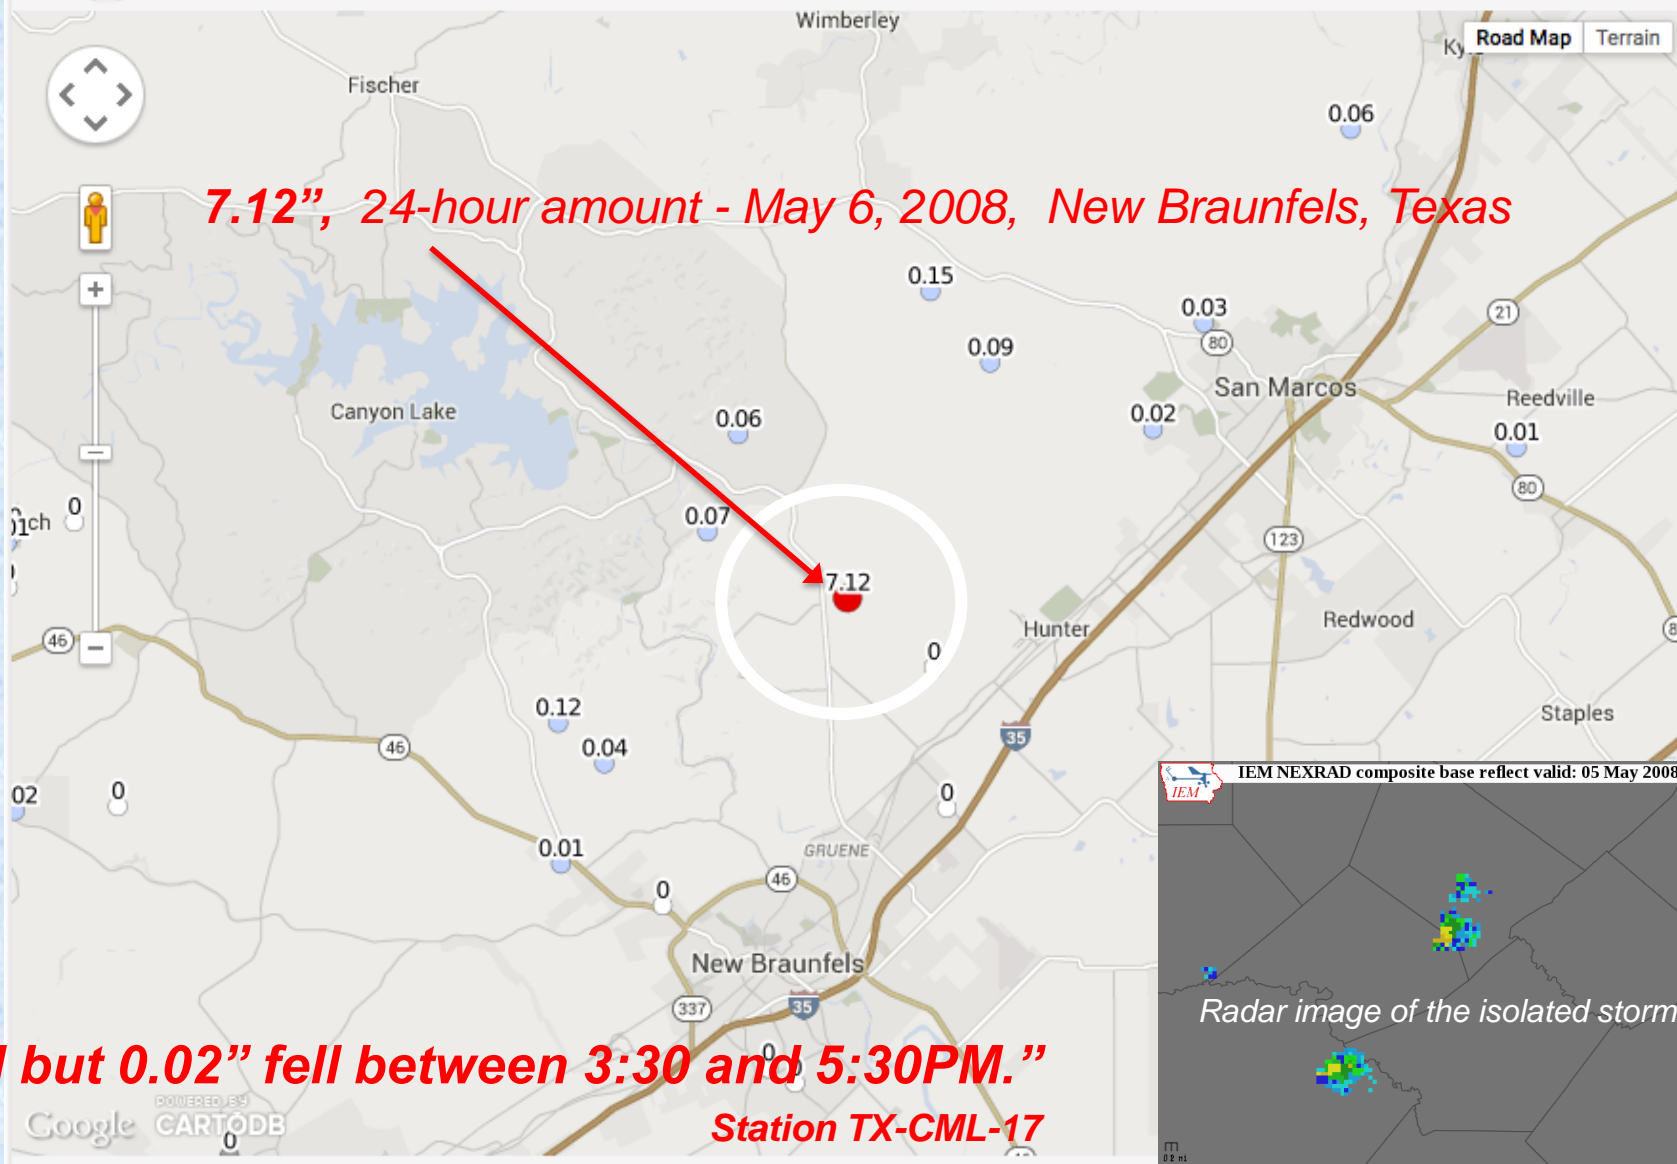 Wimberley
Road Map
Terrain
Fischer
0.06
7.12”, 24-hour amount - May 6, 2008, New Braunfels, Texas
0.15
0.03
21
80
0.09
San Marcos
Reedville
Canyon Lake
0.06
0.02
0.01
80
0
0.07
123
7.12
Hunter
Redwood
46
0
0.12
Staples
35
46
0.04
IEM NEXRAD composite base reflect valid: 05 May 2008
IEM
02
0
0
0.01
GRUENE
46
0
New Braunfels
337
35
Radar image of the isolated storm
but 0.02” fell between 3:30 and 5:30PM.”
0
0
POWERED BY
Google CARTODB
0
Station TX-CML-17